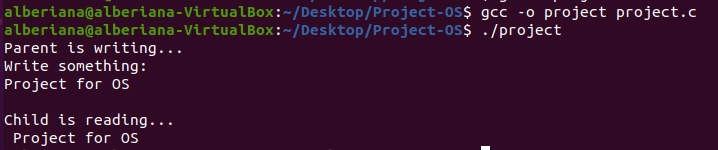 alberiana@alberiana-VirtualBox:~/Desktop/Project-OS$ gcc -o project project.c
alberiana@alberiana-VirtualBox:~/Desktop/Project-OS$ ./project
Parent is writing...
Write something:
Project for OS

Child is reading...
 Project for OS